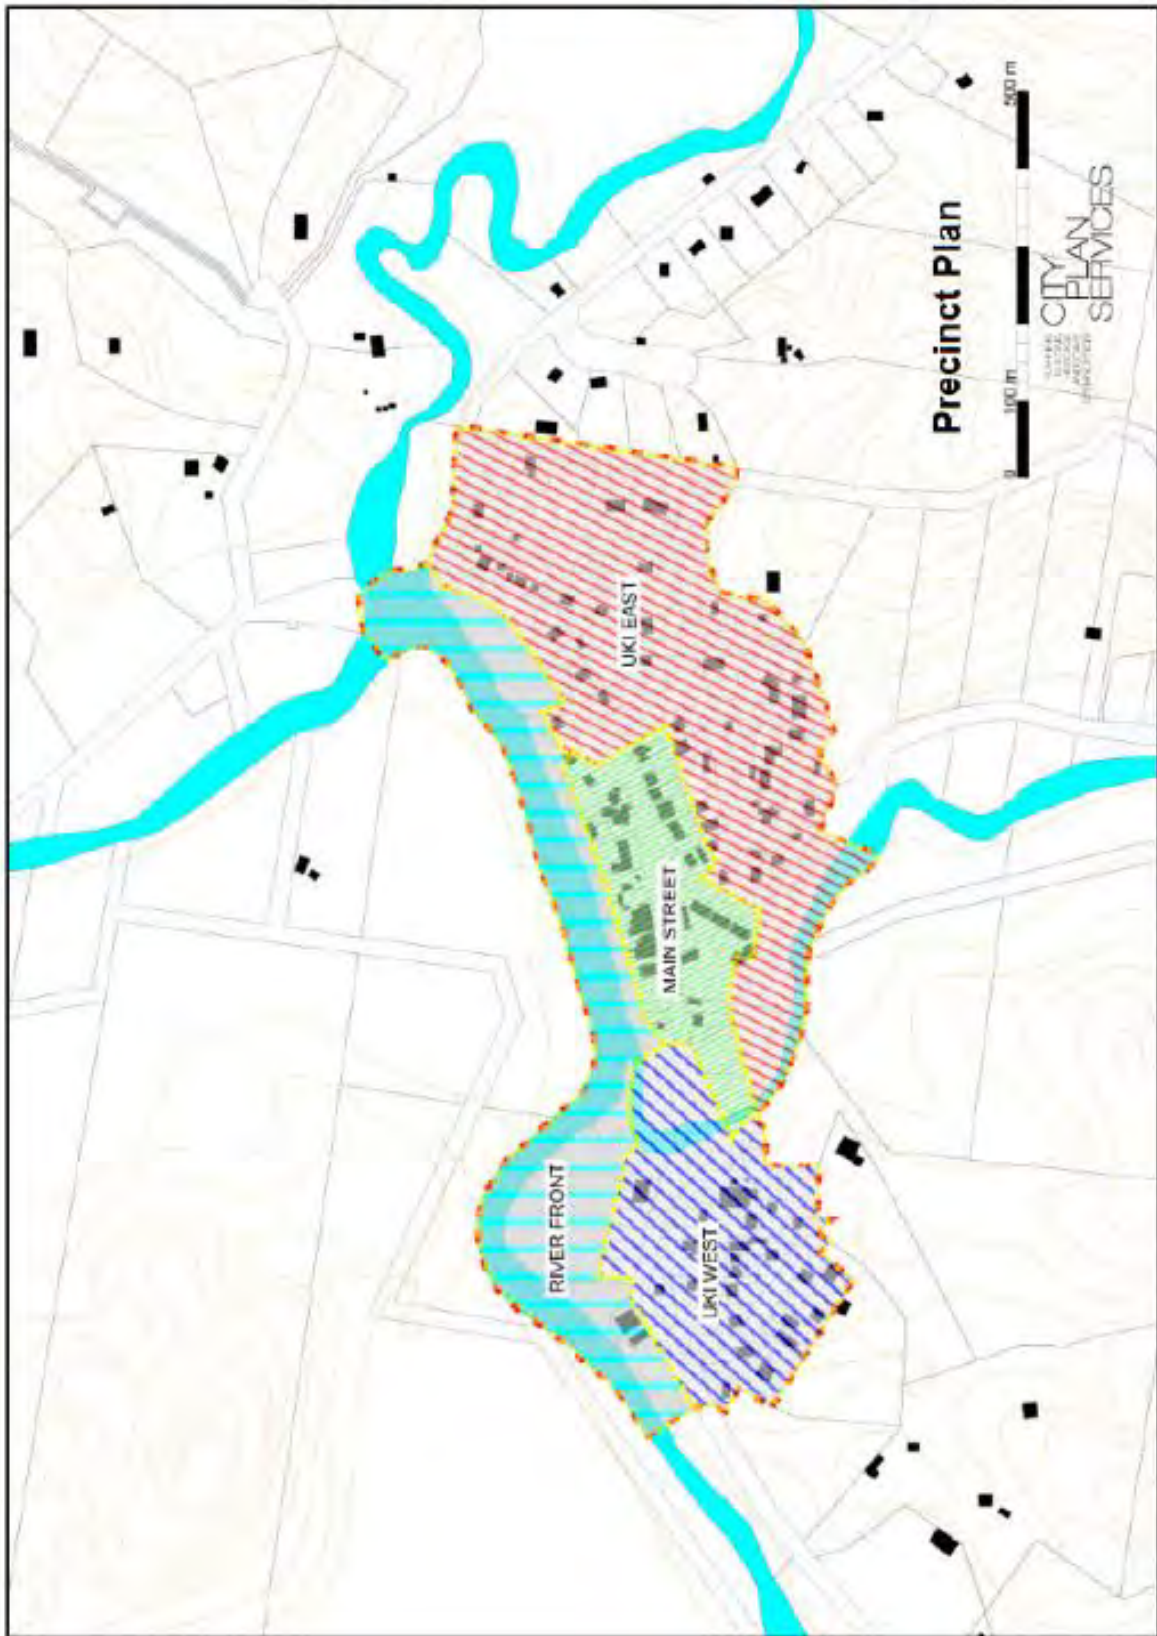 RIVER FRONT
UKI WEST
MAIN STREET
UKI EAST
Precinct Plan
0
100 m
500 m
CITY
PLAN
SERVICES